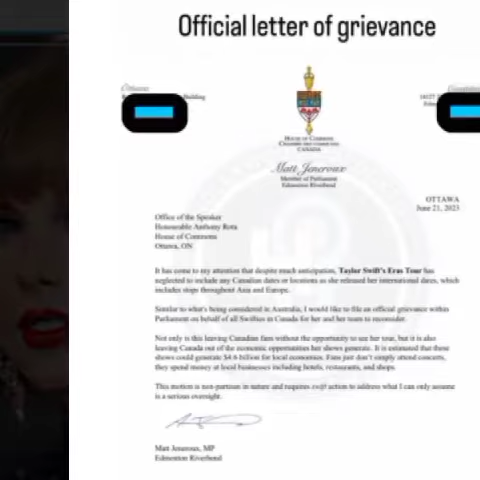 Official letter of grievance
Ottawa
Building
HOUSE OF COMMONS
CHAMBRE DES COMMUNES
CANADA
Matt Jeneroux
Member of Parliament
Edmonton Riverbend
OTTAWA
June 21, 2023
Office of the Speaker
Honourable Anthony Rota
House of Commons
Ottawa, ON
It has come to my attention that despite much anticipation, Taylor Swift's Eras Tour has
neglected to include any Canadian dates or locations as she released her international dates, which
includes stops throughout Asia and Europe.
Similar to what's being considered in Australia, I would like to file an official grievance within
Parliament on behalf of all Swifties in Canada for her and her team to reconsider.
Not only is this leaving Canadian fans without the opportunity to see her tour, but it is also
leaving Canada out of the economic opportunities her shows generate. It is estimated that these
shows could generate $4.6 billion for local economies. Fans just don't simply attend concerts,
they spend money at local businesses including hotels, restaurants, and shops.
This motion is non-partisan in nature and requires swift action to address what I can only assume
is a serious oversight.
Matt Jeneroux, MP
Edmonton Riverbend